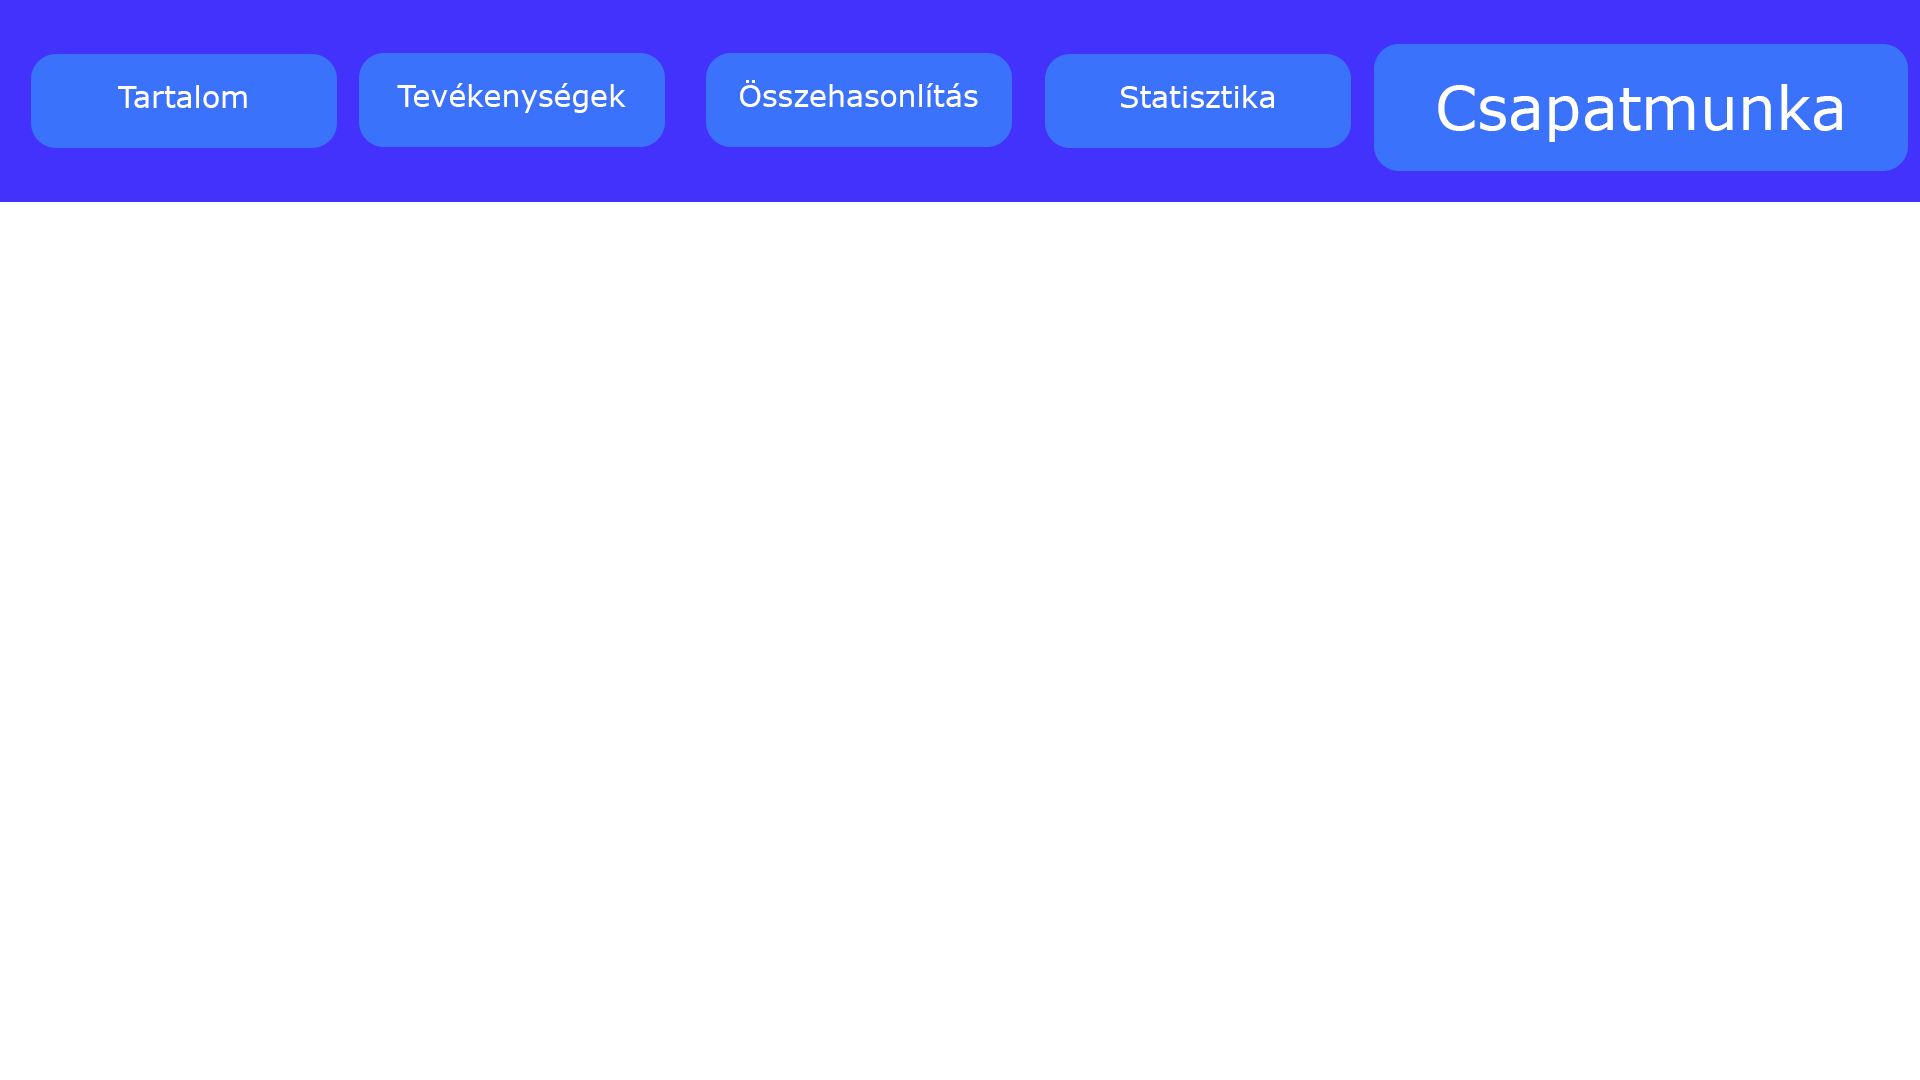 Tartalom
Tevékenységek
Összehasonlítás
Statisztika
Csapatmunka